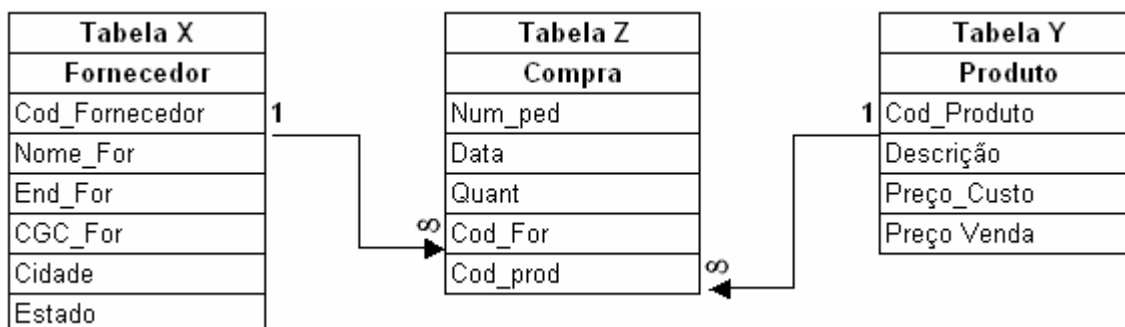 Tabela X
Fornecedor
Cod_Fornecedor
Nome_For
End_For
CGC_For
Cidade
Estado
1
∞
Tabela Z
Compra
Num_ped
Data
Quant
Cod_For
Cod_prod
∞
1
Tabela Y
Produto
Cod_Produto
Descrição
Preço_Custo
Preço Venda